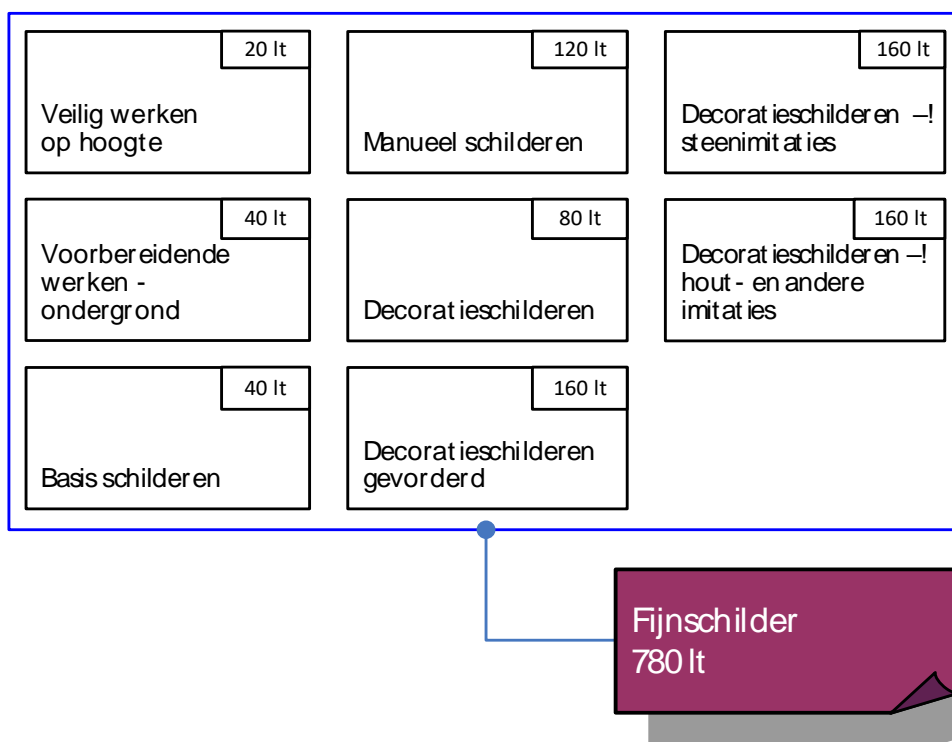 20 lt
Veilig werken
op hoogte
120 lt
Manueel schilderen
160 lt
Decoratieschilderen –!
steenimitaties
40 lt
Voorbereidende
werken -
ondergrond
80 lt
Decoratieschilderen
160 lt
Decoratieschilderen –!
hout- en andere
imitaties
40 lt
Basis schilderen
160 lt
Decoratieschilderen
gevorderd
Fijnschilder
780 lt